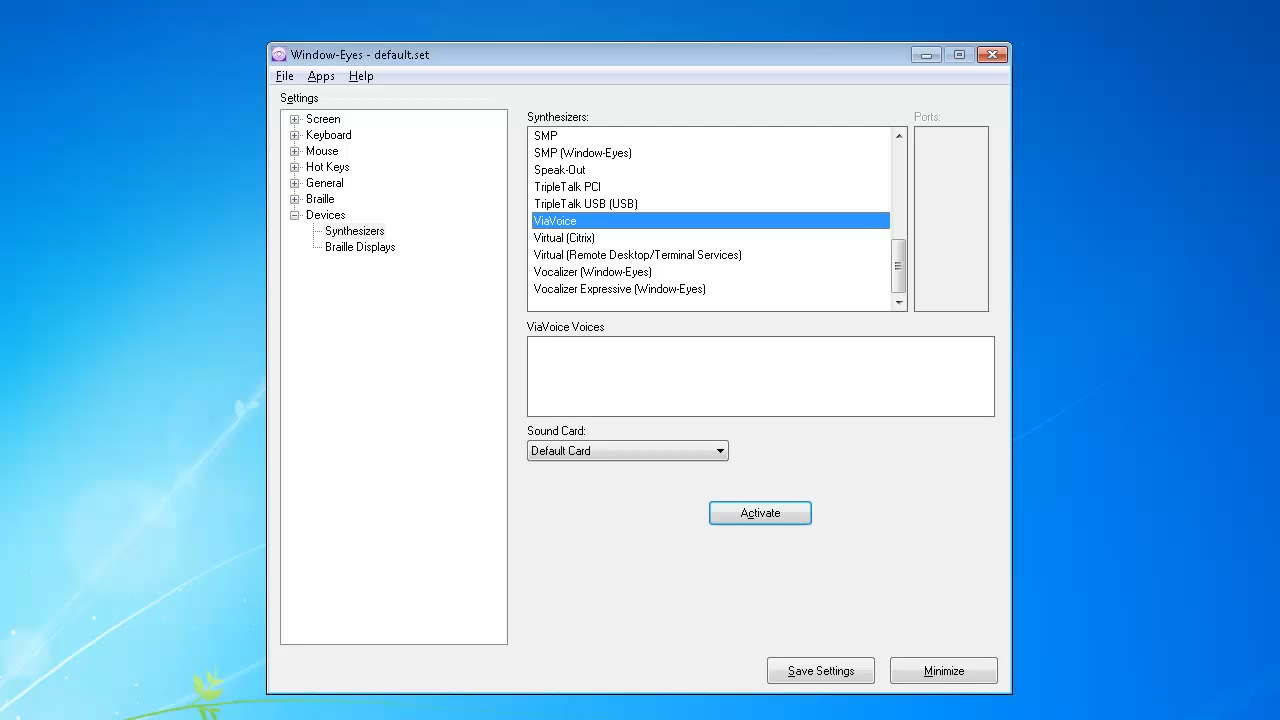 Window-Eyes - default.set
File Apps Help
Settings
Screen
Keyboard
Mouse
Hot Keys
General
Braille
Devices
Synthesizers
Braille Displays
Synthesizers:
SMP
SMP (Window-Eyes)
Speak-Out
TripleTalk PCI
TripleTalk USB (USB)
ViaVoice
Virtual (Citrix)
Virtual (Remote Desktop/Terminal Services)
Vocalizer (Window-Eyes)
Vocalizer Expressive (Window-Eyes)
Ports:
ViaVoice Voices
Sound Card:
Default Card
Activate
Save Settings
Minimize